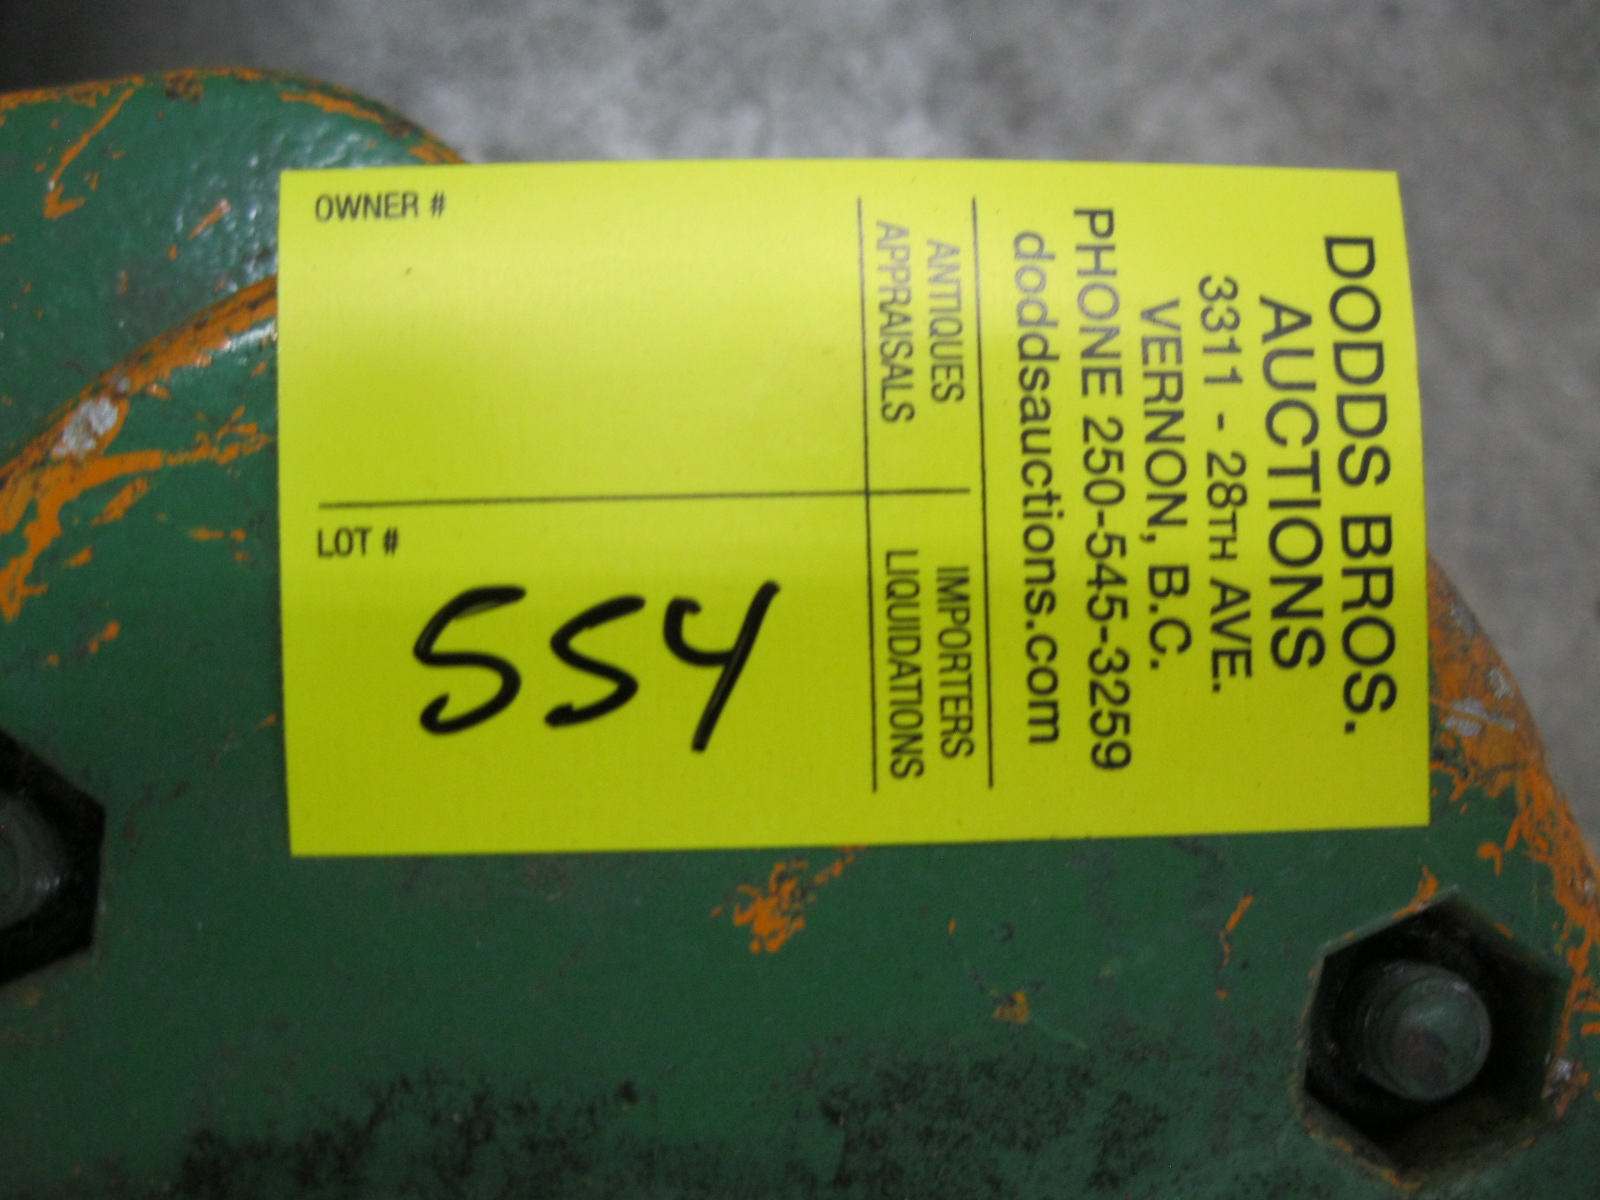 DODDS BROS.
AUCTIONS
3311 - 28TH AVE.
VERNON, B.C.
PHONE 250-545-3259
doddsauctions.com
ANTIQUES
APPRAISALS
IMPORTERS
LIQUIDATIONS
OWNER #
LOT #
554